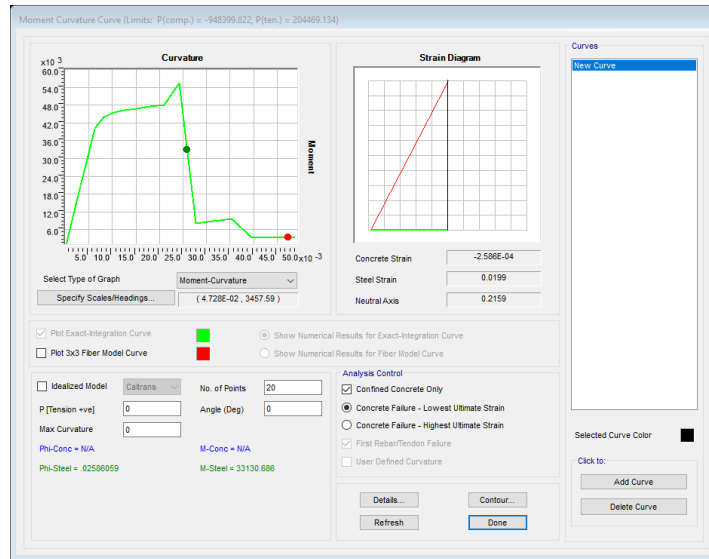 Moment Curvature Curve (Limits: P(comp.) = -948399.822, P(ten.) = 204469.134)
Curvature
x10 3
60.0
54.0
48.0
42.0
36.0
30.0
24.0
18.0
12.0
6.0
Moment
5.0 10.0 15.0 20.0 25.0 30.0 35.0 40.0 45.0 50.0 x10 -3
Select Type of Graph
Moment-Curvature
Specify Scales/Headings...
( 4.728E-02 , 3457.59 )
Strain Diagram
Concrete Strain
-2.586E-04
Steel Strain
0.0199
Neutral Axis
0.2159
Curves
New Curve
Plot Exact-Integration Curve
Show Numerical Results for Exact-Integration Curve
Plot 3x3 Fiber Model Curve
Show Numerical Results for Fiber Model Curve
Idealized Model
Caltrans
No. of Points
20
P [Tension +ve]
0
Angle (Deg)
0
Max Curvature
0
Phi-Conc = N/A
M-Conc = N/A
Phi-Steel = .02586059
M-Steel = 33130.686
Analysis Control
Confined Concrete Only
Concrete Failure - Lowest Ultimate Strain
Concrete Failure - Highest Ultimate Strain
First Rebar/Tendon Failure
User Defined Curvature
Details...
Contour...
Refresh
Done
Selected Curve Color
Click to:
Add Curve
Delete Curve